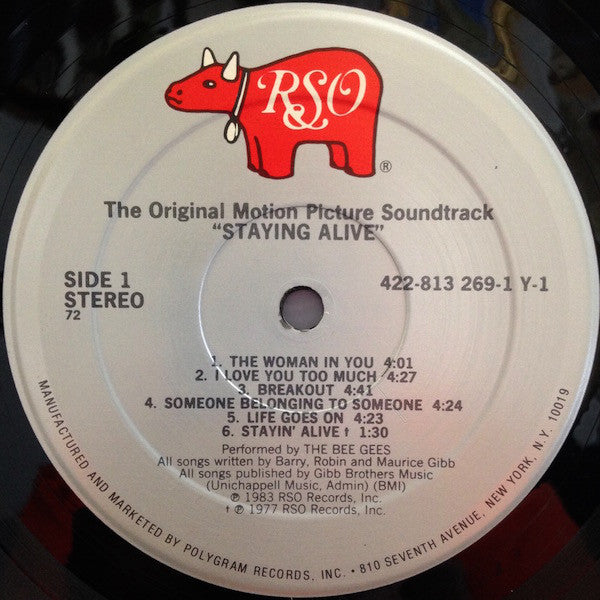 RSO
®
The Original Motion Picture Soundtrack
"STAYING ALIVE"
SIDE 1
STEREO
72
422-813 269-1 Y-1
1. THE WOMAN IN YOU 4:01
2. I LOVE YOU TOO MUCH 4:27
3. BREAKOUT 4:41
4. SOMEONE BELONGING TO SOMEONE 4:24
5. LIFE GOES ON 4:23
6. STAYIN' ALIVE † 1:30
Performed by THE BEE GEES
All songs written by Barry, Robin and Maurice Gibb
All songs published by Gibb Brothers Music
(Unichappell Music, Admin) (BMI)
℗ 1983 RSO Records, Inc.
† ℗ 1977 RSO Records, Inc.
MANUFACTURED AND MARKETED BY POLYGRAM RECORDS, INC. • 810 SEVENTH AVENUE, NEW YORK, N.Y. 10019